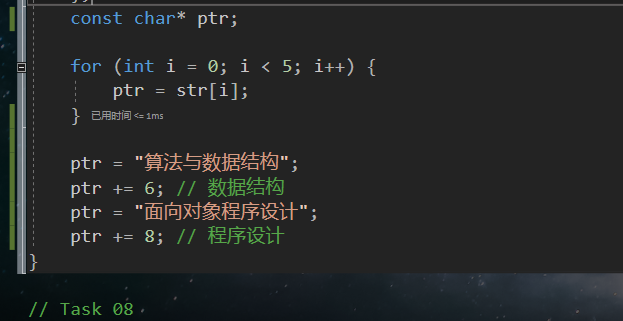 const char* ptr;
for (int i = 0; i < 5; i++) {
ptr = str[i];
} 已用时间 <= 1ms
ptr = "算法与数据结构";
ptr += 6; // 数据结构
ptr = "面向对象程序设计";
ptr += 8; // 程序设计
}
// Task 08